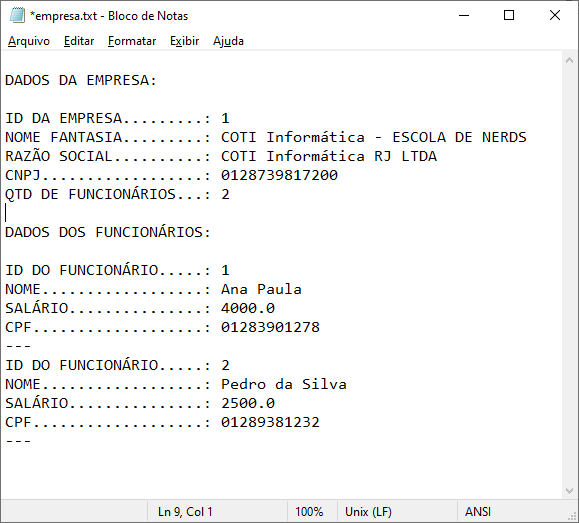 *empresa.txt - Bloco de Notas
Arquivo Editar Formatar Exibir Ajuda
DADOS DA EMPRESA:
ID DA EMPRESA.........: 1
NOME FANTASIA.........: COTI Informática - ESCOLA DE NERDS
RAZÃO SOCIAL..........: COTI Informática RJ LTDA
CNPJ..................: 0128739817200
QTD DE FUNCIONÁRIOS...: 2
DADOS DOS FUNCIONÁRIOS:
ID DO FUNCIONÁRIO.....: 1
NOME..................: Ana Paula
SALÁRIO...............: 4000.0
CPF...................: 01283901278
---
ID DO FUNCIONÁRIO.....: 2
NOME..................: Pedro da Silva
SALÁRIO...............: 2500.0
CPF...................: 01289381232
---
Ln 9, Col 1 100% Unix (LF) ANSI